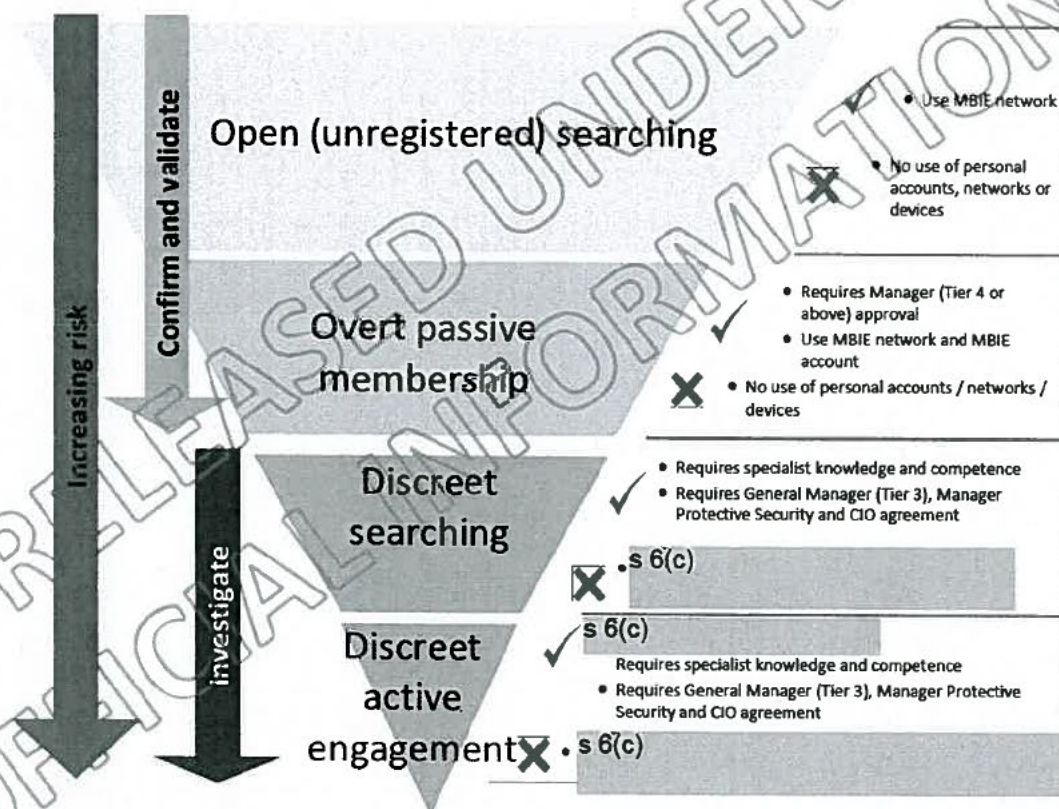 Increasing risk
Confirm and validate
investigate
Open (unregistered) searching
• Use MBIE network
• No use of personal
accounts, networks or
devices
Overt passive
membership
• Requires Manager (Tier 4 or
above) approval
• Use MBIE network and MBIE
account
• No use of personal accounts / networks /
devices
Discreet
searching
• Requires specialist knowledge and competence
• Requires General Manager (Tier 3), Manager
Protective Security and CIO agreement
• s 6(c)
Discreet
active
engagement
s 6(c)
Requires specialist knowledge and competence
• Requires General Manager (Tier 3), Manager Protective
Security and CIO agreement
• s 6(c)
RELEASED UNDER
OFFICIAL INFORMATION